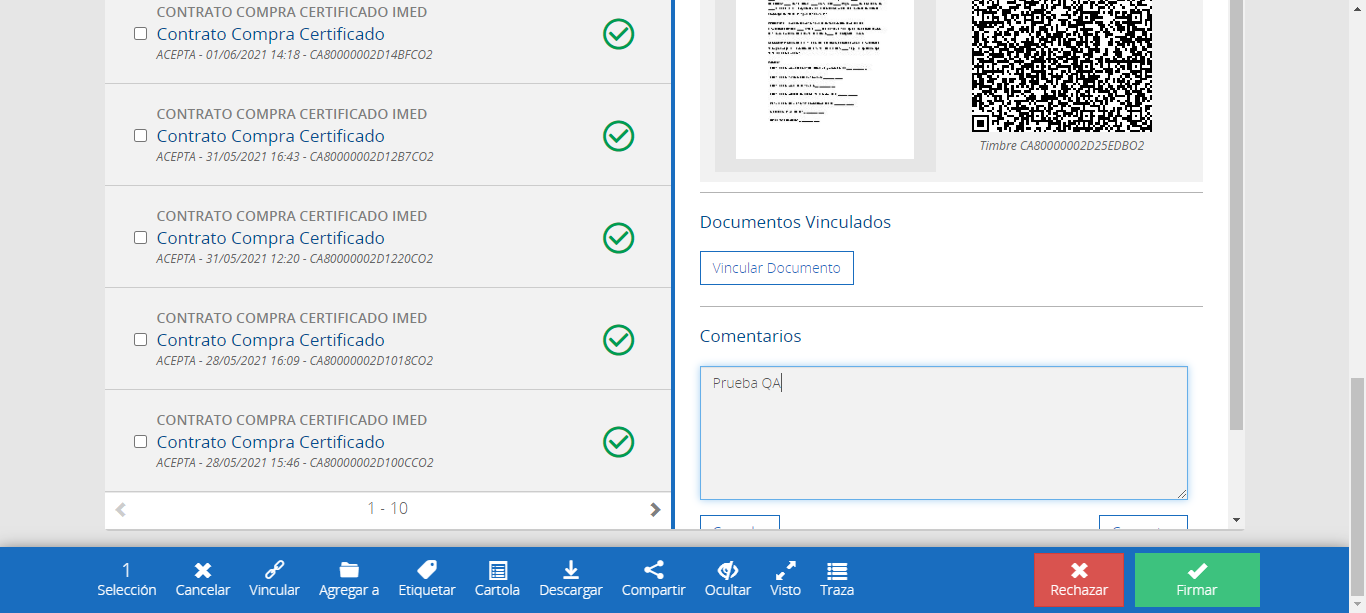 CONTRATO COMPRA CERTIFICADO IMED
Contrato Compra Certificado
ACEPTA - 01/06/2021 14:18 - CA80000002D14BFCO2
CONTRATO COMPRA CERTIFICADO IMED
Contrato Compra Certificado
ACEPTA - 31/05/2021 16:43 - CA80000002D12B7CO2
CONTRATO COMPRA CERTIFICADO IMED
Contrato Compra Certificado
ACEPTA - 31/05/2021 12:20 - CA80000002D1220CO2
CONTRATO COMPRA CERTIFICADO IMED
Contrato Compra Certificado
ACEPTA - 28/05/2021 16:09 - CA80000002D1018CO2
CONTRATO COMPRA CERTIFICADO IMED
Contrato Compra Certificado
ACEPTA - 28/05/2021 15:46 - CA80000002D100CCO2
1 - 10
Timbre CA80000002D25EDBO2
Documentos Vinculados
Vincular Documento
Comentarios
Prueba QA
1
Selección
Cancelar
Vincular
Agregar a
Etiquetar
Cartola
Descargar
Compartir
Ocultar
Visto
Traza
Rechazar
Firmar